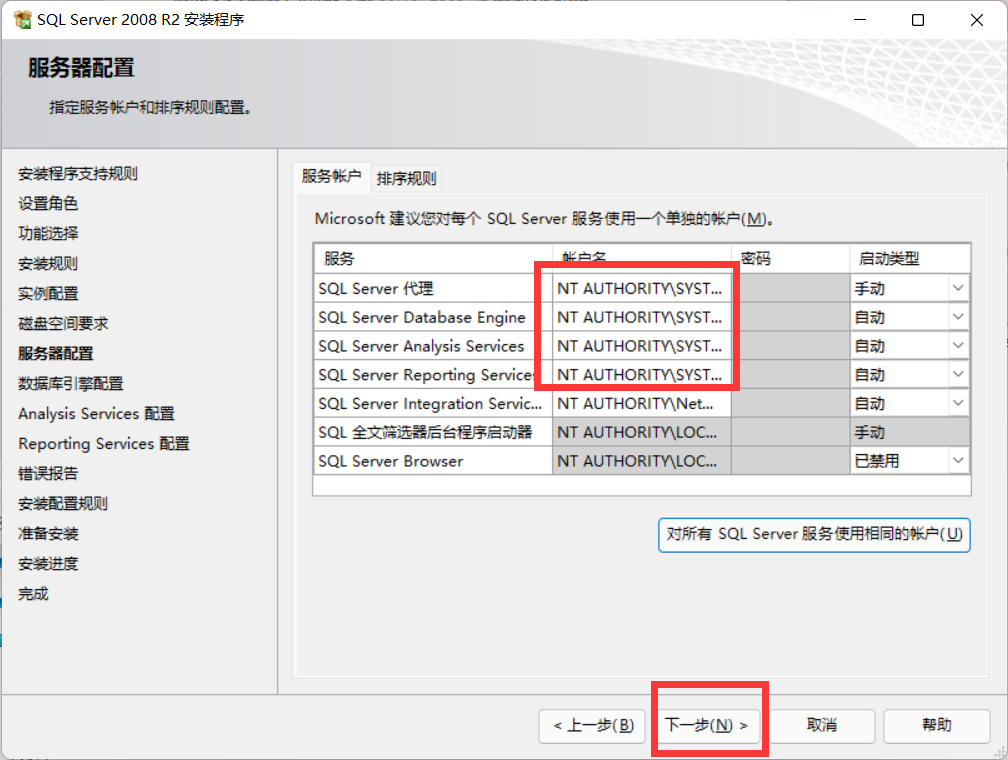 SQL Server 2008 R2 安装程序
服务器配置
指定服务帐户和排序规则配置。
安装程序支持规则
设置角色
功能选择
安装规则
实例配置
磁盘空间要求
服务器配置
数据库引擎配置
Analysis Services 配置
Reporting Services 配置
错误报告
安装配置规则
准备安装
安装进度
完成
服务帐户 排序规则
Microsoft 建议您对每个 SQL Server 服务使用一个单独的帐户(M)。
服务 帐户名 密码 启动类型
SQL Server 代理 NT AUTHORITY\SYST... 手动
SQL Server Database Engine NT AUTHORITY\SYST... 自动
SQL Server Analysis Services NT AUTHORITY\SYST... 自动
SQL Server Reporting Services NT AUTHORITY\SYST... 自动
SQL Server Integration Servic... NT AUTHORITY\Net... 自动
SQL 全文筛选器后台程序启动器 NT AUTHORITY\LOC... 手动
SQL Server Browser NT AUTHORITY\LOC... 已禁用
对所有 SQL Server 服务使用相同的帐户(U)
< 上一步(B) 下一步(N) > 取消 帮助